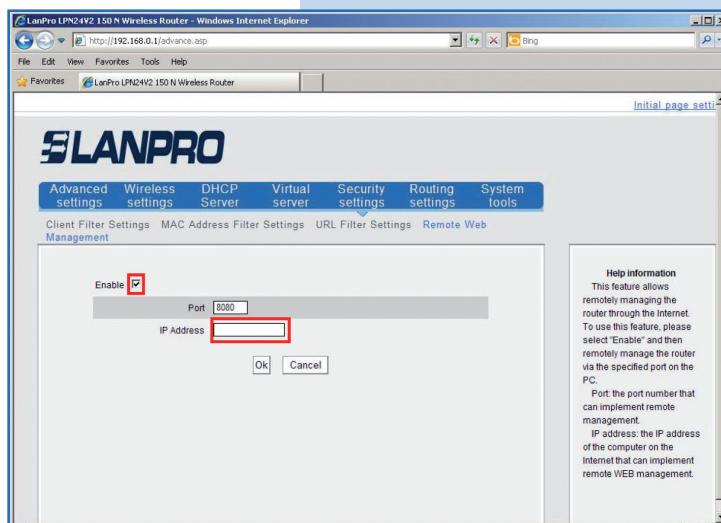 LanPro LPN24V2 150 N Wireless Router - Windows Internet Explorer
http://192.168.0.1/advance.asp
Bing
File Edit View Favorites Tools Help
Favorites
LanPro LPN24V2 150 N Wireless Router
Initial page setti
LANPRO
Advanced settings
Wireless settings
DHCP Server
Virtual server
Security settings
Routing settings
System tools
Client Filter Settings MAC Address Filter Settings URL Filter Settings Remote Web
Management
Enable
Port 8080
IP Address
Ok Cancel
Help information
This feature allows
remotely managing the
router through the Internet.
To use this feature, please
select "Enable" and then
remotely manage the router
via the specified port on the
PC.
Port: the port number that
can implement remote
management.
IP address: the IP address
of the computer on the
Internet that can implement
remote WEB management.